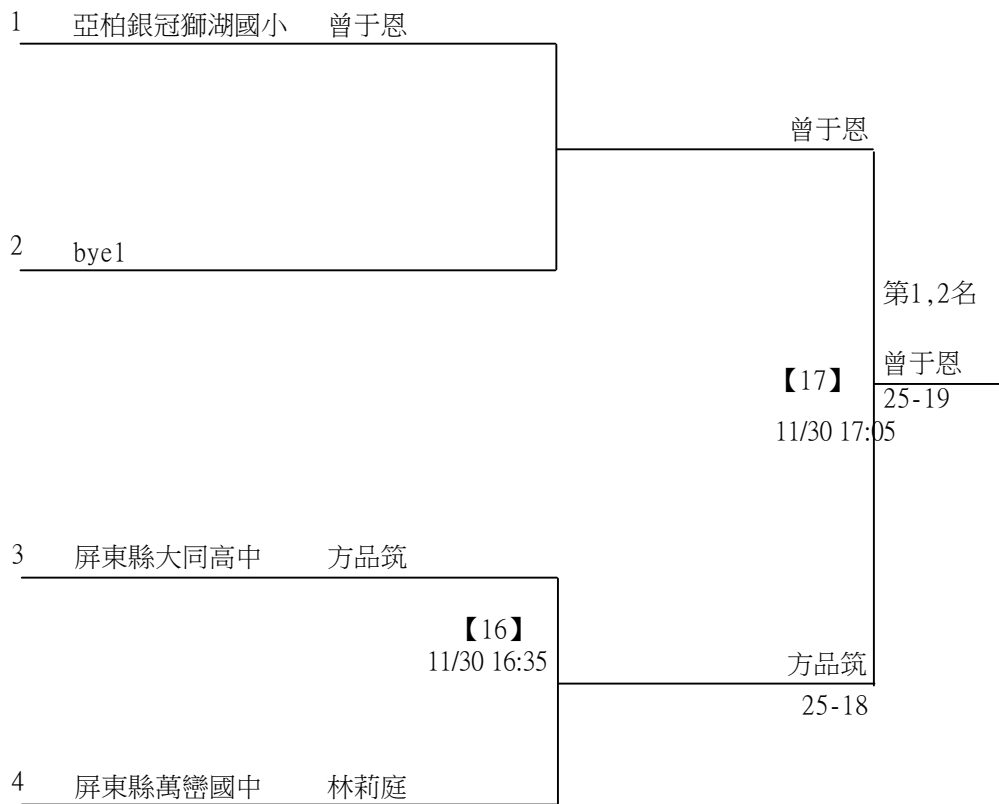 1 亞柏銀冠獅湖國小 曾于恩
曾于恩
2 bye1
第1,2名
曾于恩
【17】
25-19
11/30 17:05
3 屏東縣大同高中 方品筑
【16】
11/30 16:35
方品筑
25-18
4 屏東縣萬巒國中 林莉庭